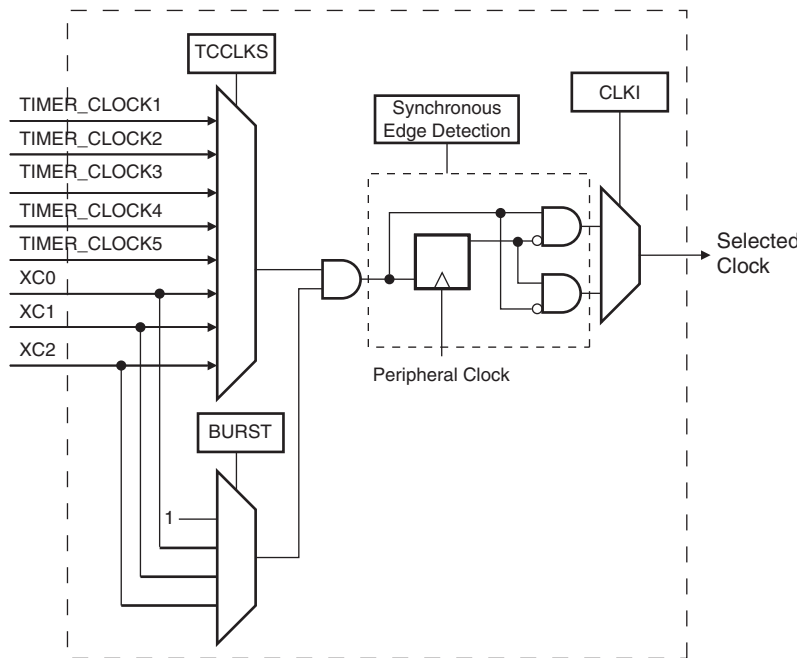 TCCLKS
TIMER_CLOCK1
TIMER_CLOCK2
TIMER_CLOCK3
TIMER_CLOCK4
TIMER_CLOCK5
XC0
XC1
XC2
Synchronous
Edge Detection
CLKI
Selected
Clock
Peripheral Clock
BURST
1